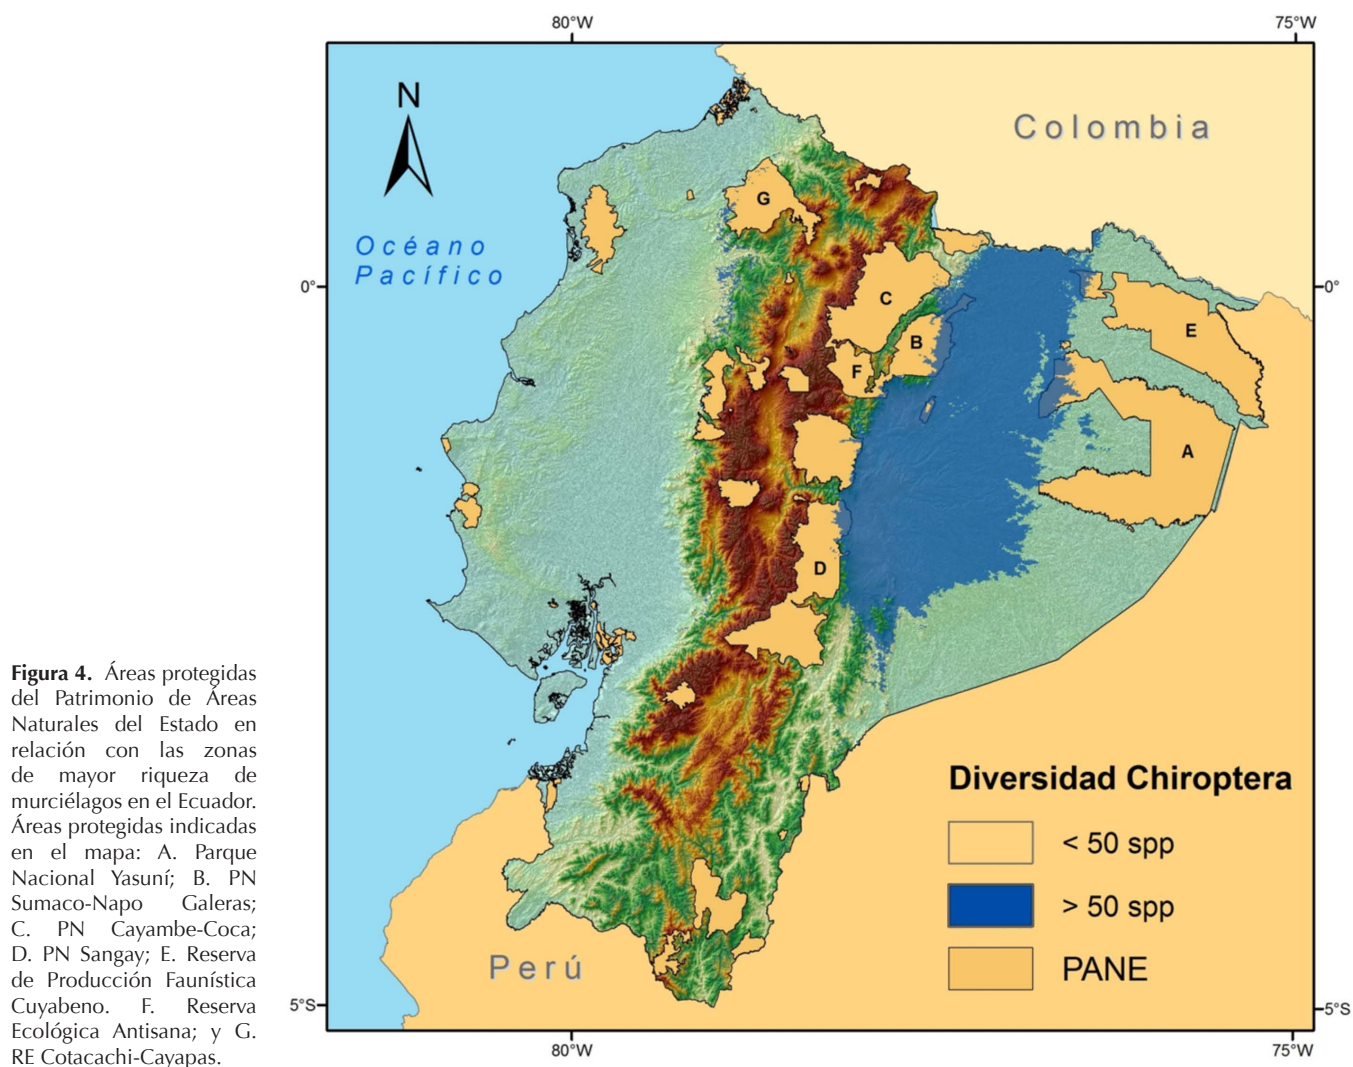 80°W
75°W
N
Colombia
Océano
Pacífico
G
0°
0°
C
E
B
F
A
D
Figura 4. Áreas protegidas
del Patrimonio de Áreas
Naturales del Estado en
relación con las zonas
de mayor riqueza de
murciélagos en el Ecuador.
Áreas protegidas indicadas
en el mapa: A. Parque
Nacional Yasuní; B. PN
Sumaco-Napo Galeras;
C. PN Cayambe-Coca;
D. PN Sangay; E. Reserva
de Producción Faunística
Cuyabeno. F. Reserva
Ecológica Antisana; y G.
RE Cotacachi-Cayapas.
Diversidad Chiroptera
< 50 spp
> 50 spp
PANE
Perú
5°S
5°S
80°W
75°W